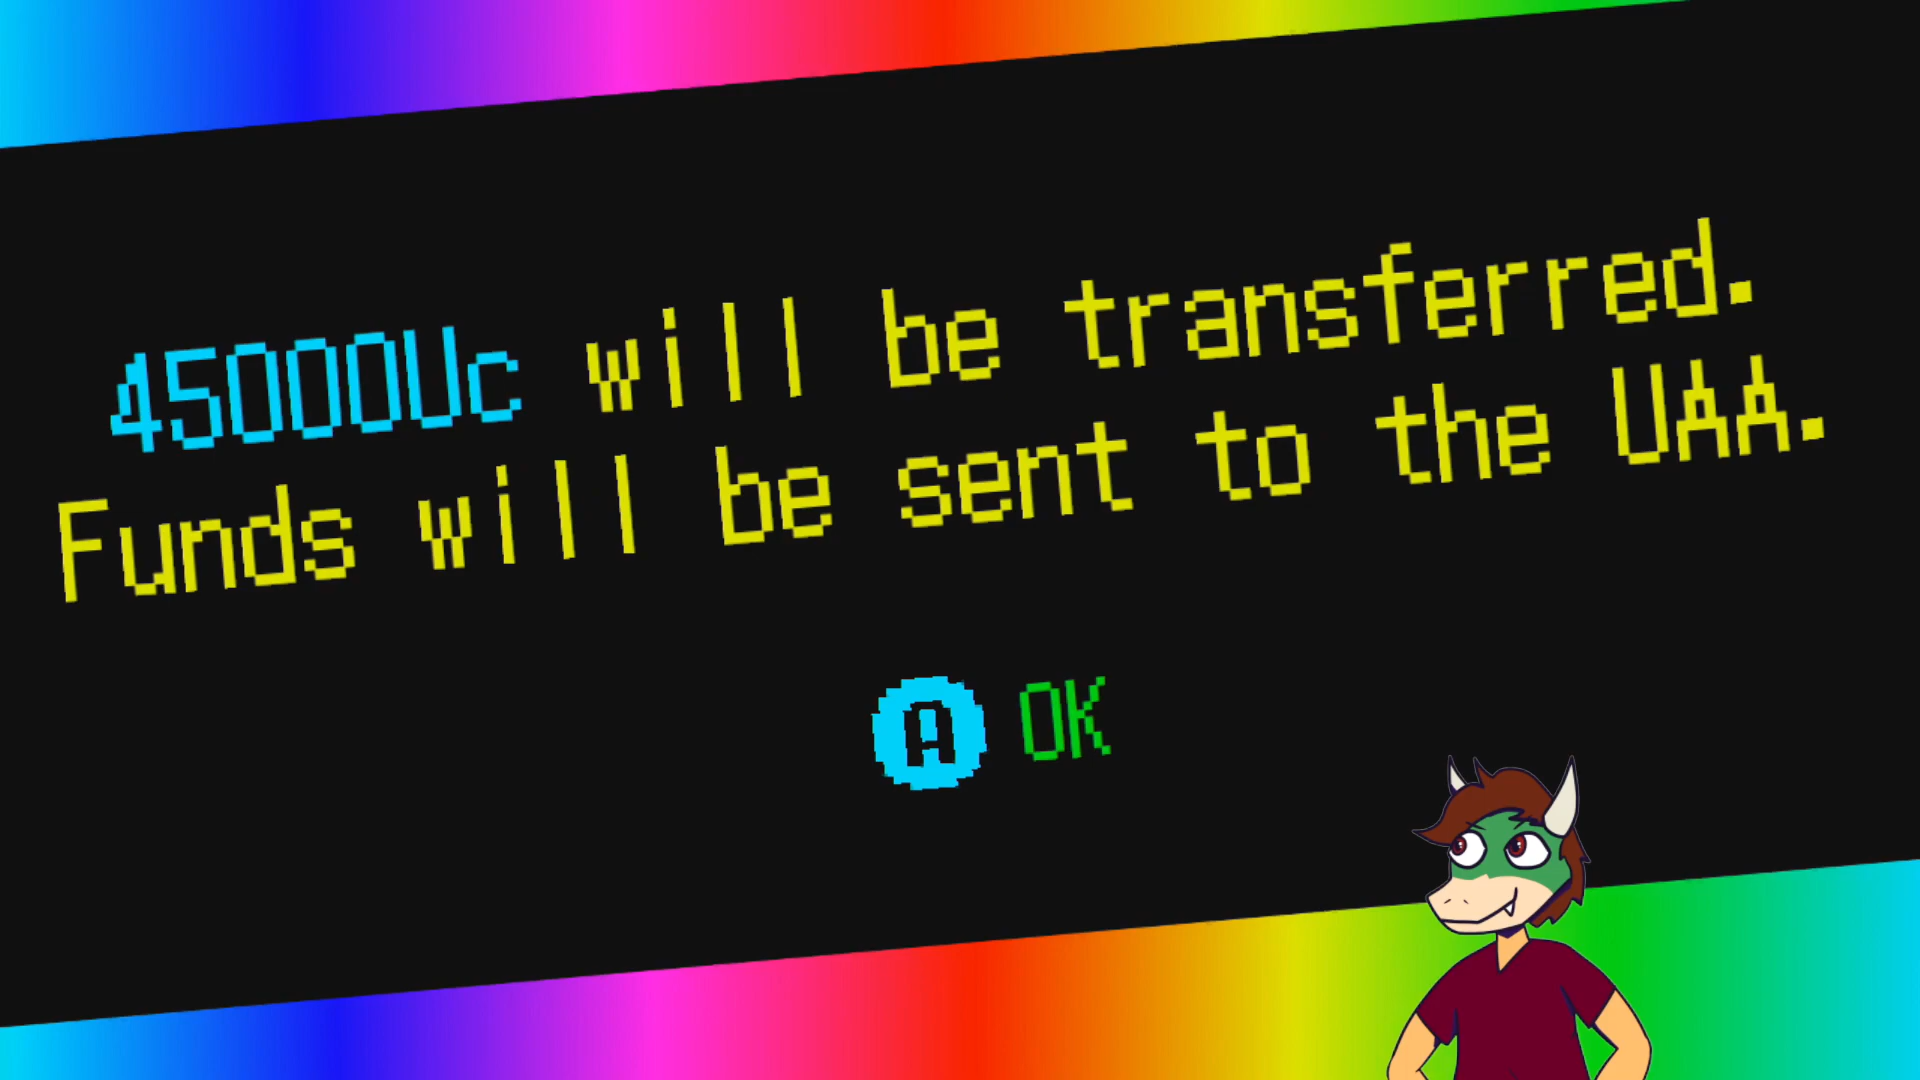 45000Uc will be transferred.
Funds will be sent to the UAA.
A OK